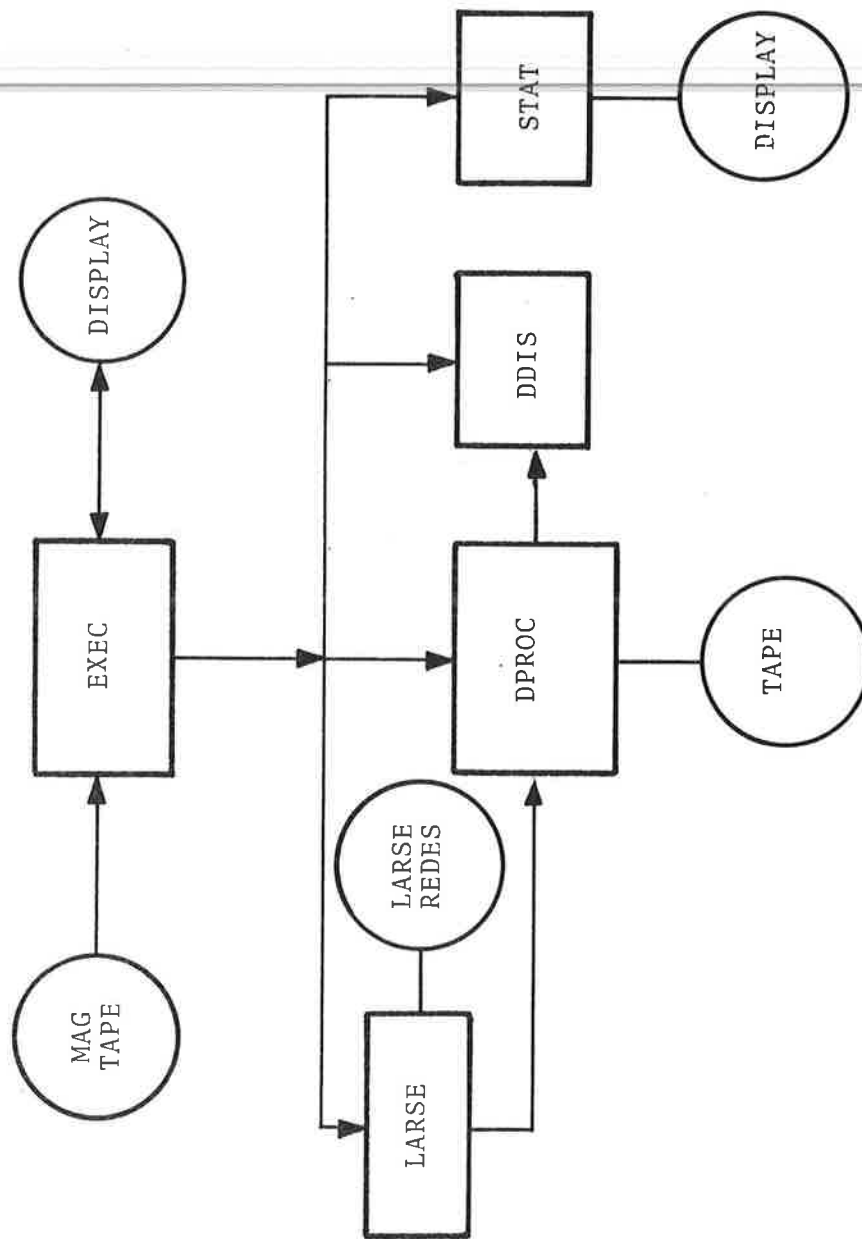 MAG
TAPE
EXEC
DISPLAY
LARSE
LARSE
REDES
DPROC
DDIS
STAT
TAPE
DISPLAY